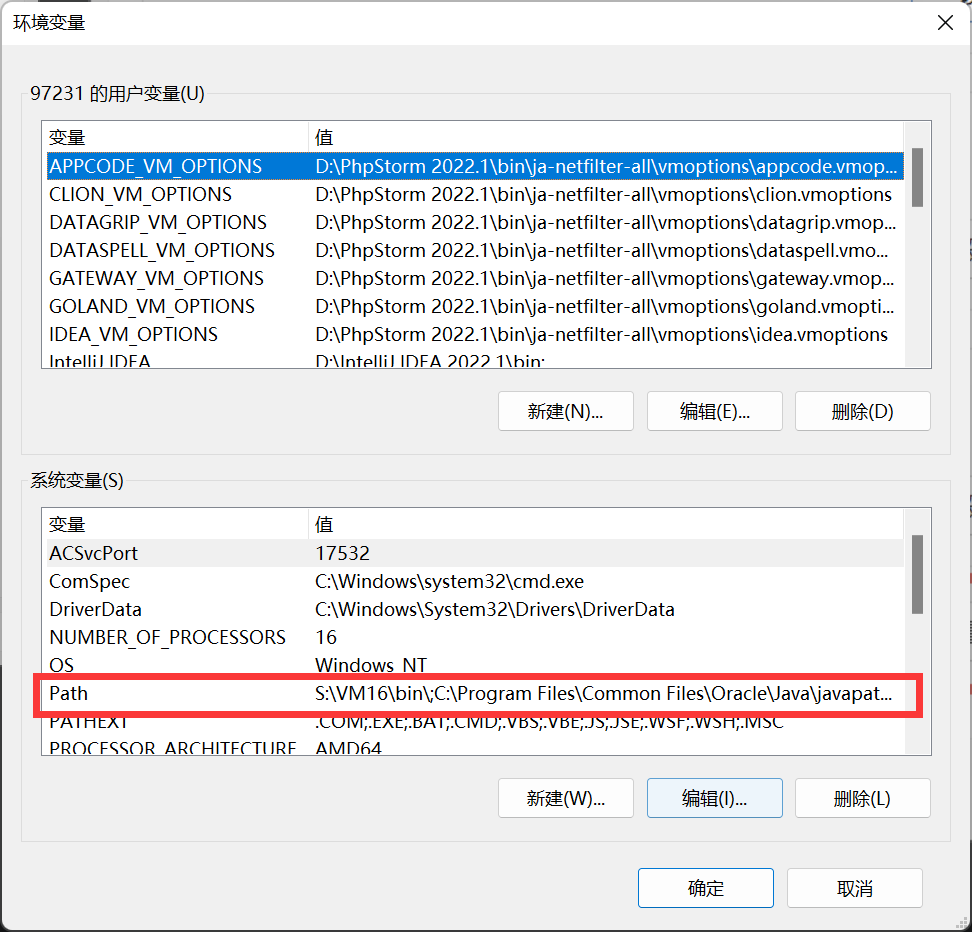 环境变量
97231 的用户变量(U)
变量 值
APPCODE_VM_OPTIONS D:\PhpStorm 2022.1\bin\ja-netfilter-all\vmoptions\appcode.vmop...
CLION_VM_OPTIONS D:\PhpStorm 2022.1\bin\ja-netfilter-all\vmoptions\clion.vmoptions
DATAGRIP_VM_OPTIONS D:\PhpStorm 2022.1\bin\ja-netfilter-all\vmoptions\datagrip.vmop...
DATASPELL_VM_OPTIONS D:\PhpStorm 2022.1\bin\ja-netfilter-all\vmoptions\dataspell.vmo...
GATEWAY_VM_OPTIONS D:\PhpStorm 2022.1\bin\ja-netfilter-all\vmoptions\gateway.vmop...
GOLAND_VM_OPTIONS D:\PhpStorm 2022.1\bin\ja-netfilter-all\vmoptions\goland.vmopti...
IDEA_VM_OPTIONS D:\PhpStorm 2022.1\bin\ja-netfilter-all\vmoptions\idea.vmoptions
IntelliJ IDEA D:\IntelliJ IDEA 2022.1\bin;
新建(N)... 编辑(E)... 删除(D)
系统变量(S)
变量 值
ACSvcPort 17532
ComSpec C:\Windows\system32\cmd.exe
DriverData C:\Windows\System32\Drivers\DriverData
NUMBER_OF_PROCESSORS 16
OS Windows_NT
Path S:\VM16\bin\;C:\Program Files\Common Files\Oracle\Java\javapat...
PATHEXT .COM;.EXE;.BAT;.CMD;.VBS;.VBE;.JS;.JSE;.WSF;.WSH;.MSC
PROCESSOR_ARCHITECTURE AMD64
新建(W)... 编辑(I)... 删除(L)
确定 取消